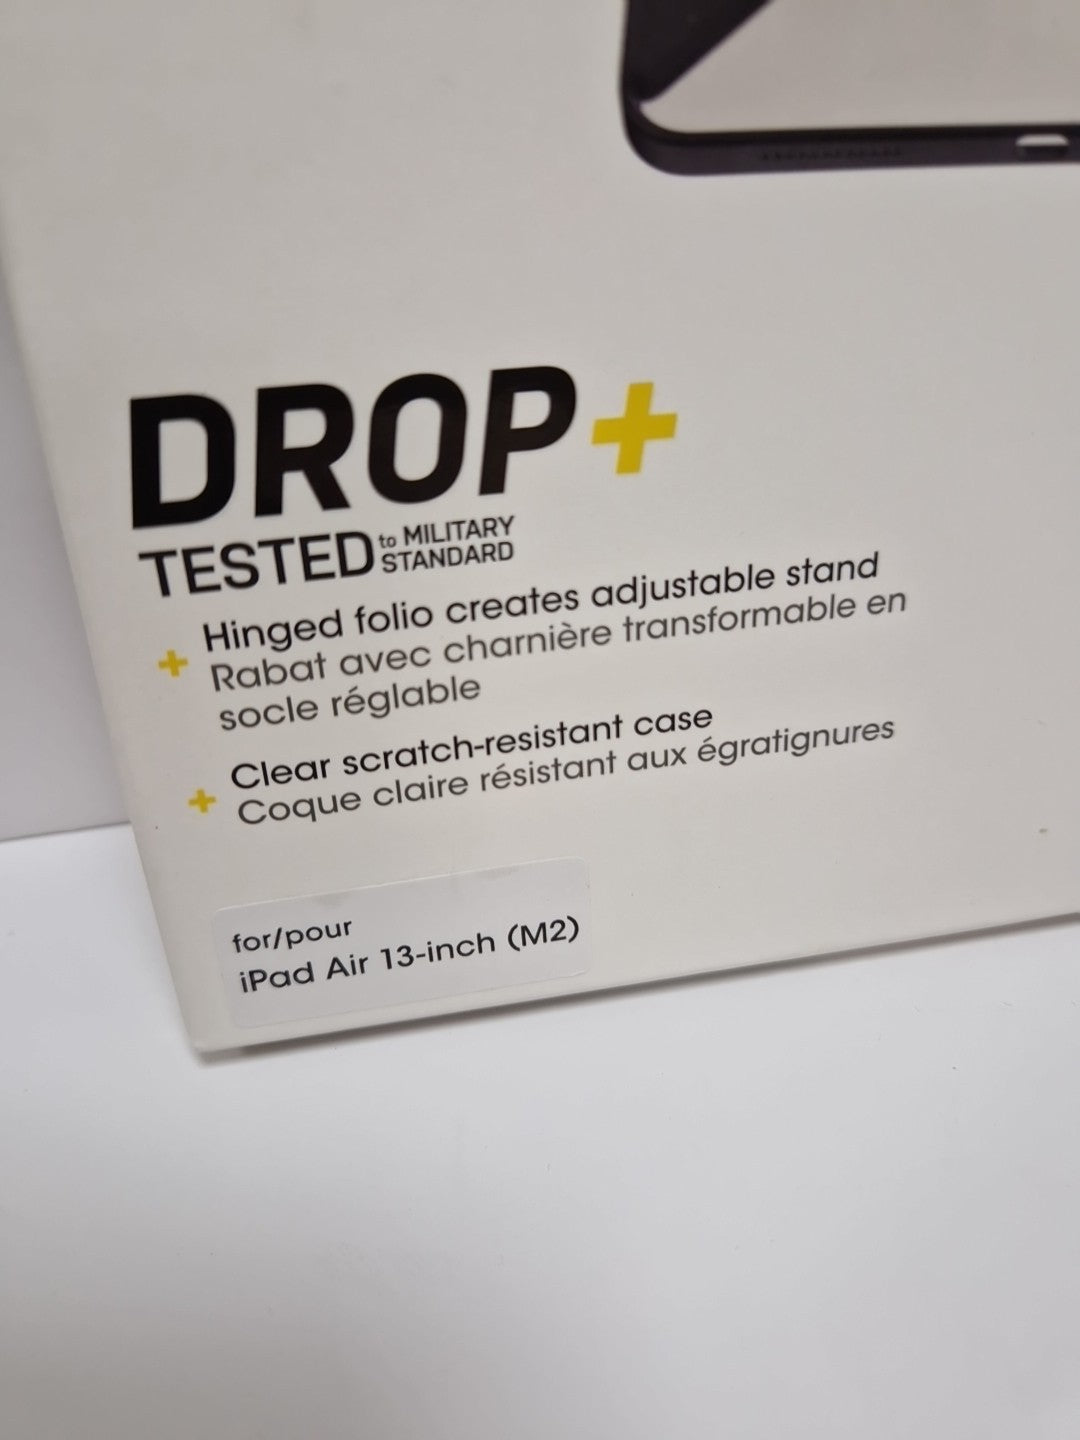 DROP+
TESTED to MILITARY
STANDARD
+ Hinged folio creates adjustable stand
Rabat avec charnière transformable en
socle réglable
+ Clear scratch-resistant case
Coque claire résistant aux égratignures
for/pour
iPad Air 13-inch (M2)